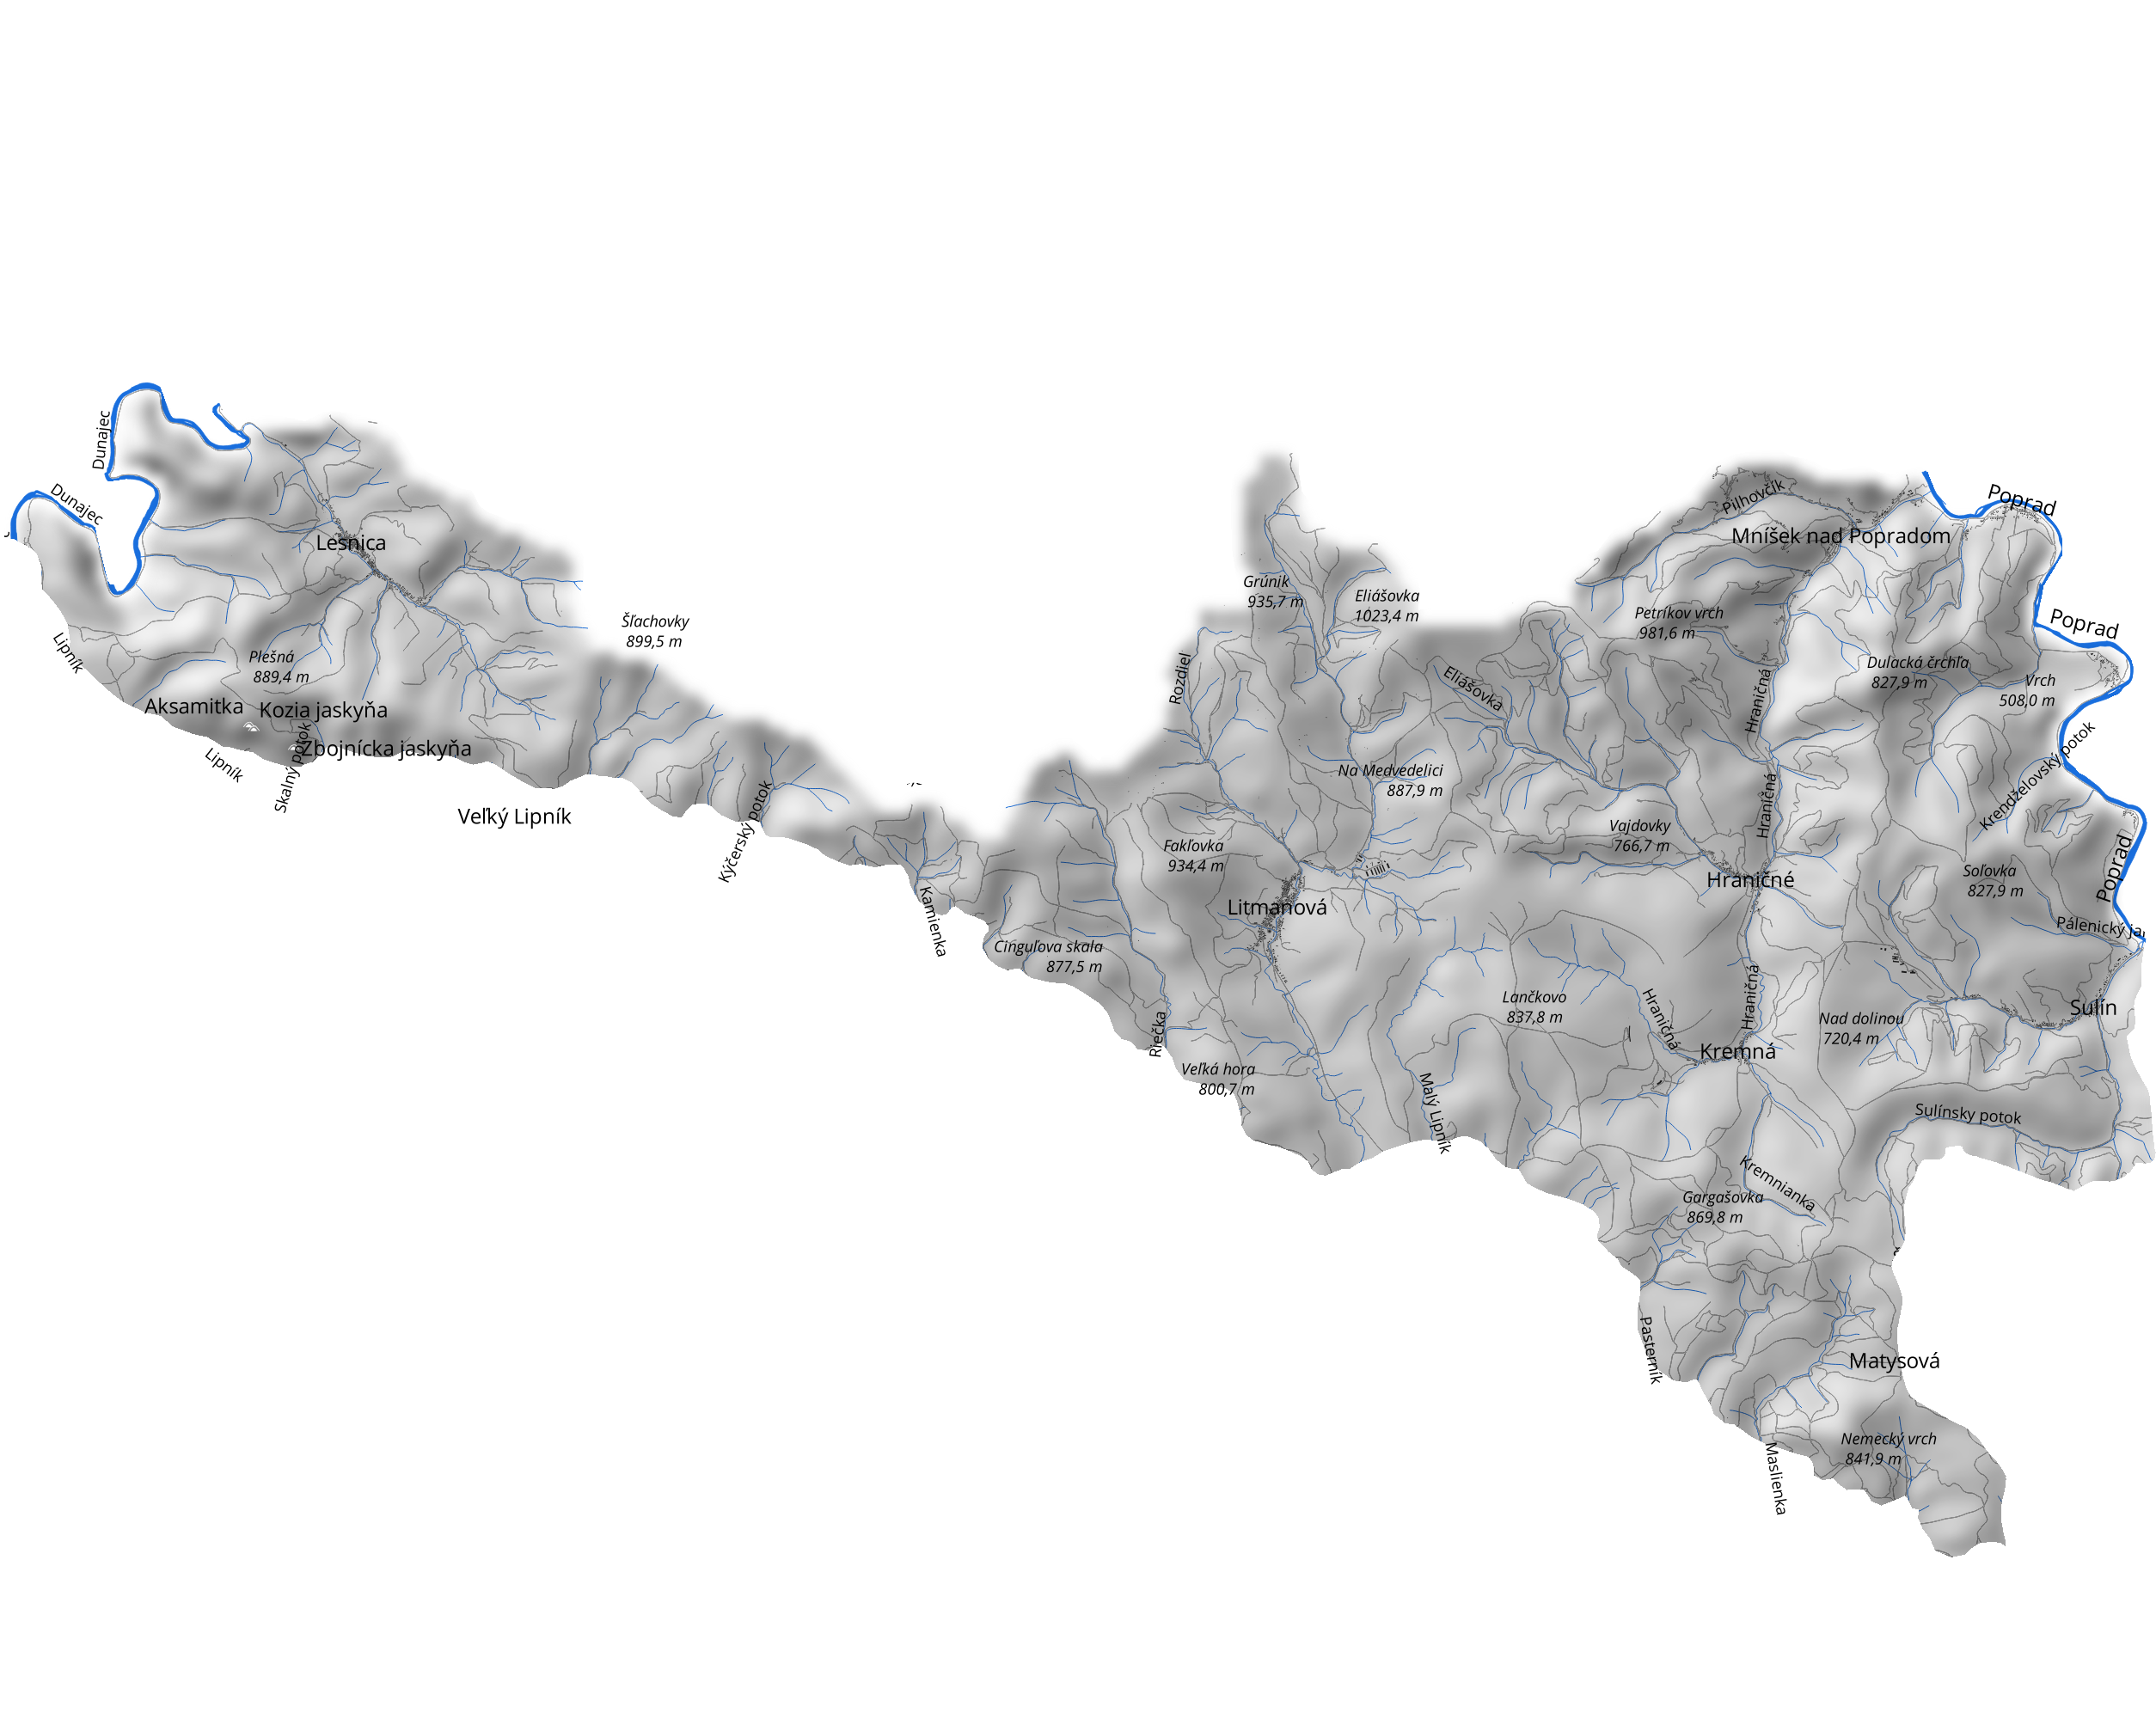 Dunajec
Dunajec
Lesnica
Poprad
Pilhovčík
Mníšek nad Popradom
Grúnik
935,7 m
Eliášovka
1023,4 m
Šľachovky
899,5 m
Petríkov vrch
981,6 m
Poprad
Lipník
Plešná
889,4 m
Rozdiel
Eliášovka
Hraničná
Dulacká črchľa
827,9 m
Vrch
508,0 m
Aksamitka
Kozia jaskyňa
Zbojnícka jaskyňa
Lipník
Skalný potok
Na Medvedelici
887,9 m
Krendželovský potok
Hraničná
Veľký Lipník
Kýčerský potok
Fakľovka
934,4 m
Vajdovky
766,7 m
Hraničné
Soľovka
827,9 m
Poprad
Litmanová
Kamienka
Cinguľova skala
877,5 m
Pálenický ja
Lančkovo
837,8 m
Hraničná
Hraničná
Nad dolinou
720,4 m
Sulín
Riečka
Kremná
Veľká hora
800,7 m
Malý Lipník
Sulínsky potok
Kremnianka
Gargašovka
869,8 m
Pasterník
Matysová
Nemecký vrch
841,9 m
Maslienka